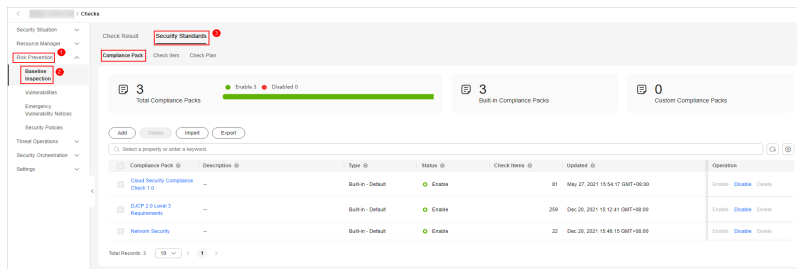 / Checks
Security Situation
Resource Manager
Risk Prevention
1
Baseline
Inspection
2
Vulnerabilities
Emergency
Vulnerability Notices
Security Policies
Threat Operations
Security Orchestration
Settings
Check Result
Security Standards
3
Compliance Pack
Check Item
Check Plan
3
Total Compliance Packs
Enable 3
Disabled 0
3
Built-in Compliance Packs
0
Custom Compliance Packs
Add
Delete
Import
Export
Select a property or enter a keyword.
Compliance Pack
Description
Type
Status
Check Items
Updated
Operation
Cloud Security Compliance
Check 1.0
--
Built-in - Default
Enable
81
May 27, 2021 15:54:17 GMT+08:00
Enable Disable Delete
DJCP 2.0 Level 3
Requirements
--
Built-in - Default
Enable
259
Dec 20, 2021 15:12:41 GMT+08:00
Enable Disable Delete
Network Security
--
Built-in - Default
Enable
22
Dec 20, 2021 15:46:15 GMT+08:00
Enable Disable Delete
Total Records: 3
10
1